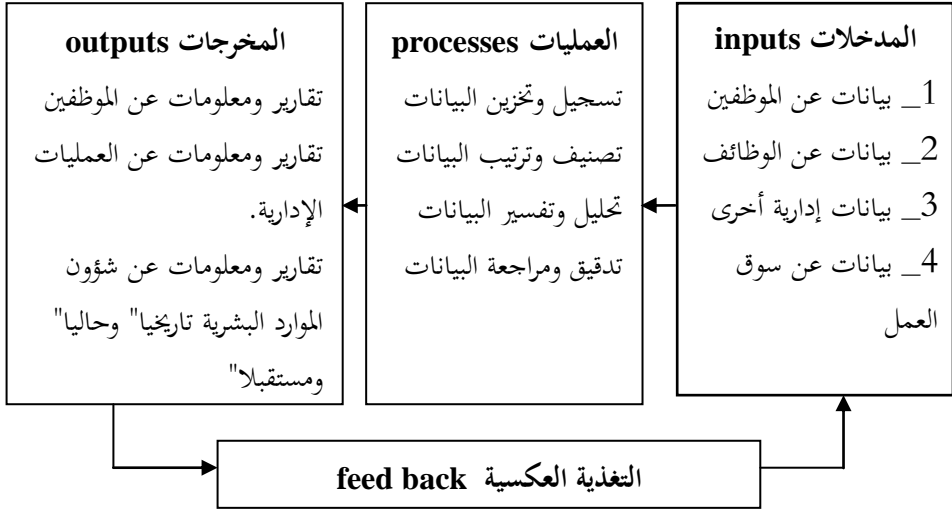 المدخلات inputs
1_ بيانات عن الموظفين
2_ بيانات عن الوظائف
3_ بيانات إدارية أخرى
4_ بيانات عن سوق
العمل
العمليات processes
تسجيل وتخزين البيانات
تصنيف وترتيب البيانات
تحليل وتفسير البيانات
تدقيق ومراجعة البيانات
المخرجات outputs
تقارير ومعلومات عن الموظفين
تقارير ومعلومات عن العمليات
الإدارية.
تقارير ومعلومات عن شؤون
الموارد البشرية تاريخيا" وحاليا"
ومستقبلا"
التغذية العكسية feed back